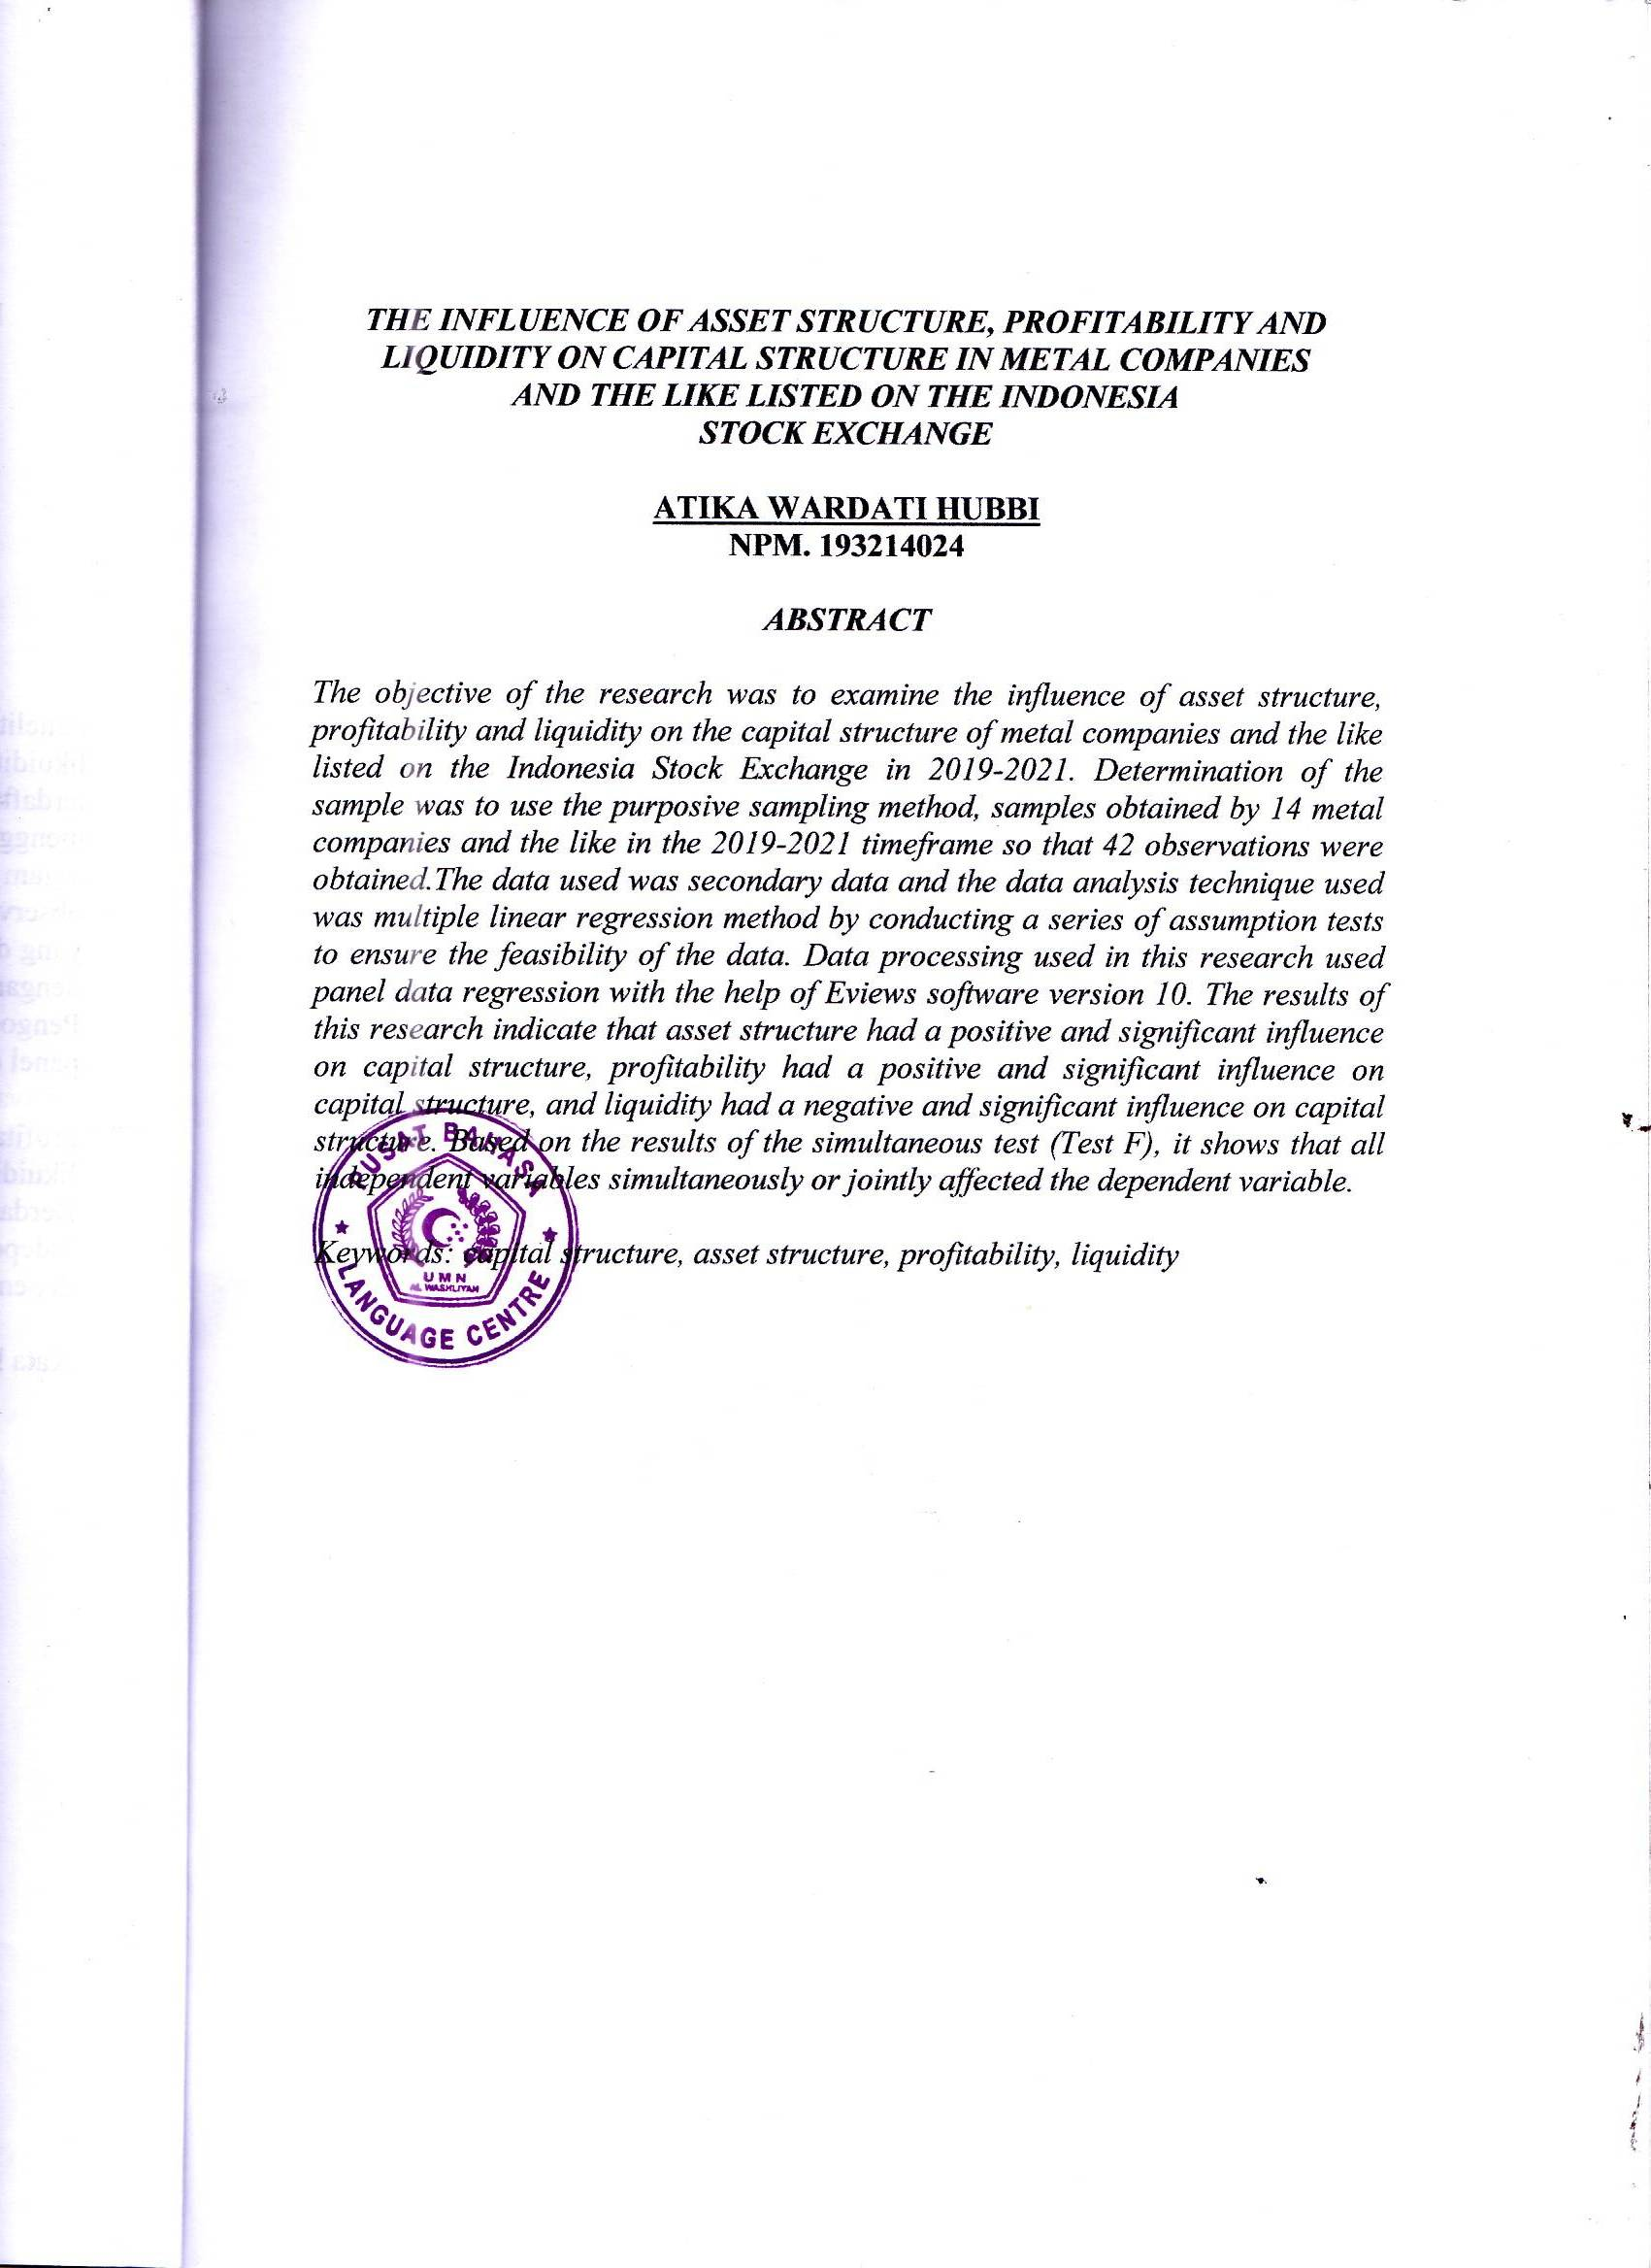 THE INFLUENCE OF ASSET STRUCTURE, PROFITABILITY AND
LIQUIDITY ON CAPITAL STRUCTURE IN METAL COMPANIES
AND THE LIKE LISTED ON THE INDONESIA
STOCK EXCHANGE
ATIKA WARDATI HUBBI
NPM. 193214024
ABSTRACT
The objective of the research was to examine the influence of asset structure,
profitability and liquidity on the capital structure of metal companies and the like
listed on the Indonesia Stock Exchange in 2019-2021. Determination of the
sample was to use the purposive sampling method, samples obtained by 14 metal
companies and the like in the 2019-2021 timeframe so that 42 observations were
obtained.The data used was secondary data and the data analysis technique used
was multiple linear regression method by conducting a series of assumption tests
to ensure the feasibility of the data. Data processing used in this research used
panel data regression with the help of Eviews software version 10. The results of
this research indicate that asset structure had a positive and significant influence
on capital structure, profitability had a positive and significant influence on
capital structure, and liquidity had a negative and significant influence on capital
structure. Based on the results of the simultaneous test (Test F), it shows that all
independent variables simultaneously or jointly affected the dependent variable.
Keywords: capital structure, asset structure, profitability, liquidity
PUSAT BAHASA
UMN
AL WASHLIYAH
LANGUAGE CENTRE